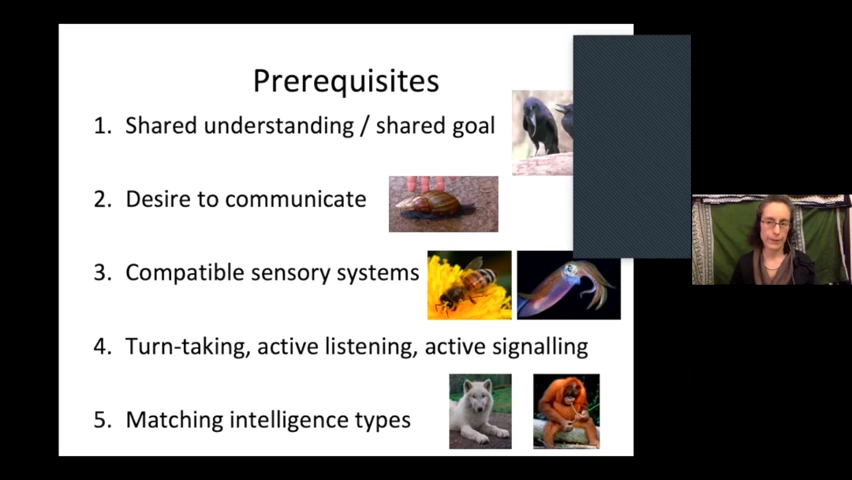 Prerequisites
1. Shared understanding / shared goal
2. Desire to communicate
3. Compatible sensory systems
4. Turn-taking, active listening, active signalling
5. Matching intelligence types